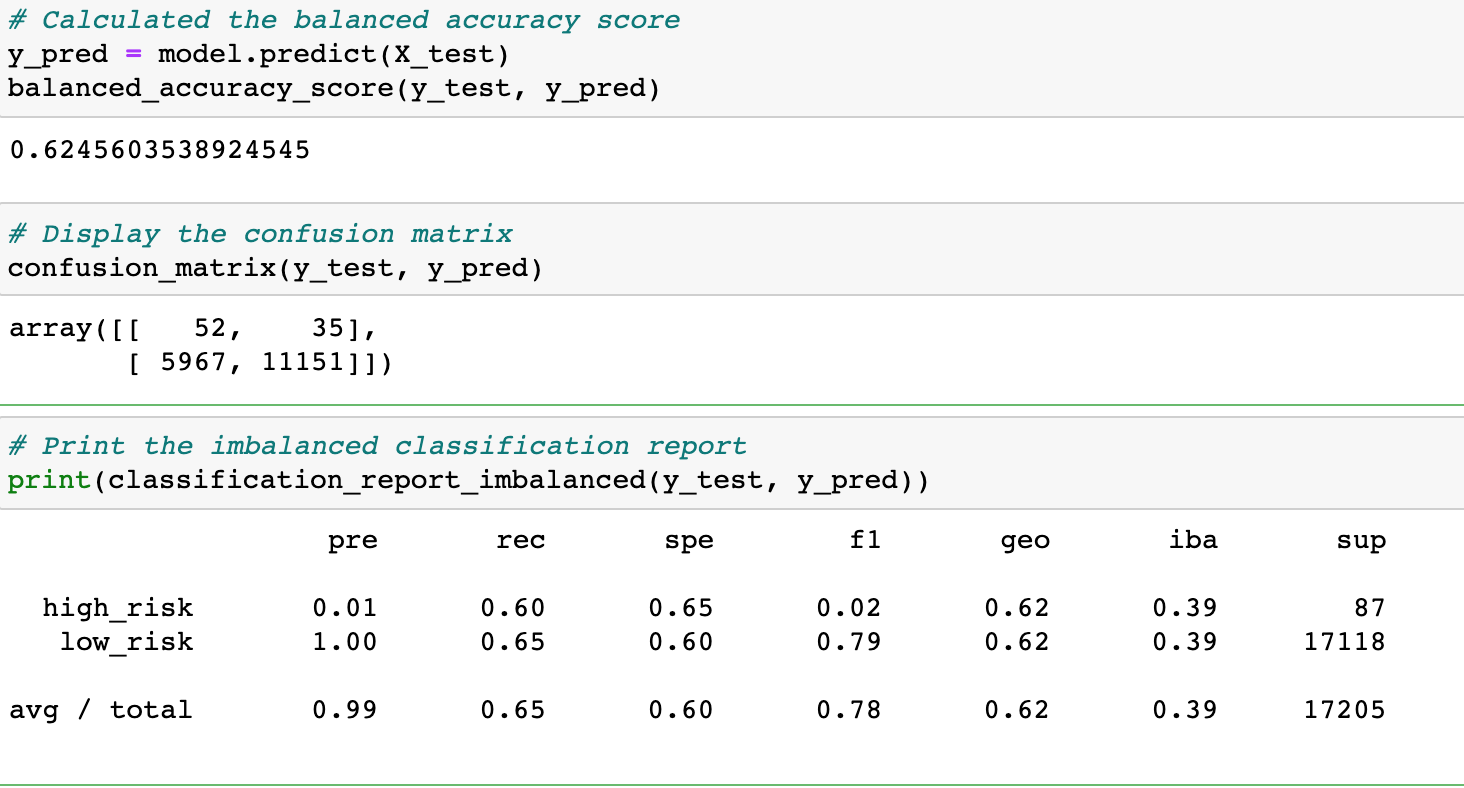 # Calculated the balanced accuracy score
y_pred = model.predict(X_test)
balanced_accuracy_score(y_test, y_pred)
0.6245603538924545
# Display the confusion matrix
confusion_matrix(y_test, y_pred)
array([[   52,    35],
       [ 5967, 11151]])
# Print the imbalanced classification report
print(classification_report_imbalanced(y_test, y_pred))
                   pre       rec       spe        f1       geo       iba       sup
  high_risk       0.01      0.60      0.65      0.02      0.62      0.39        87
   low_risk       1.00      0.65      0.60      0.79      0.62      0.39     17118
avg / total       0.99      0.65      0.60      0.78      0.62      0.39     17205